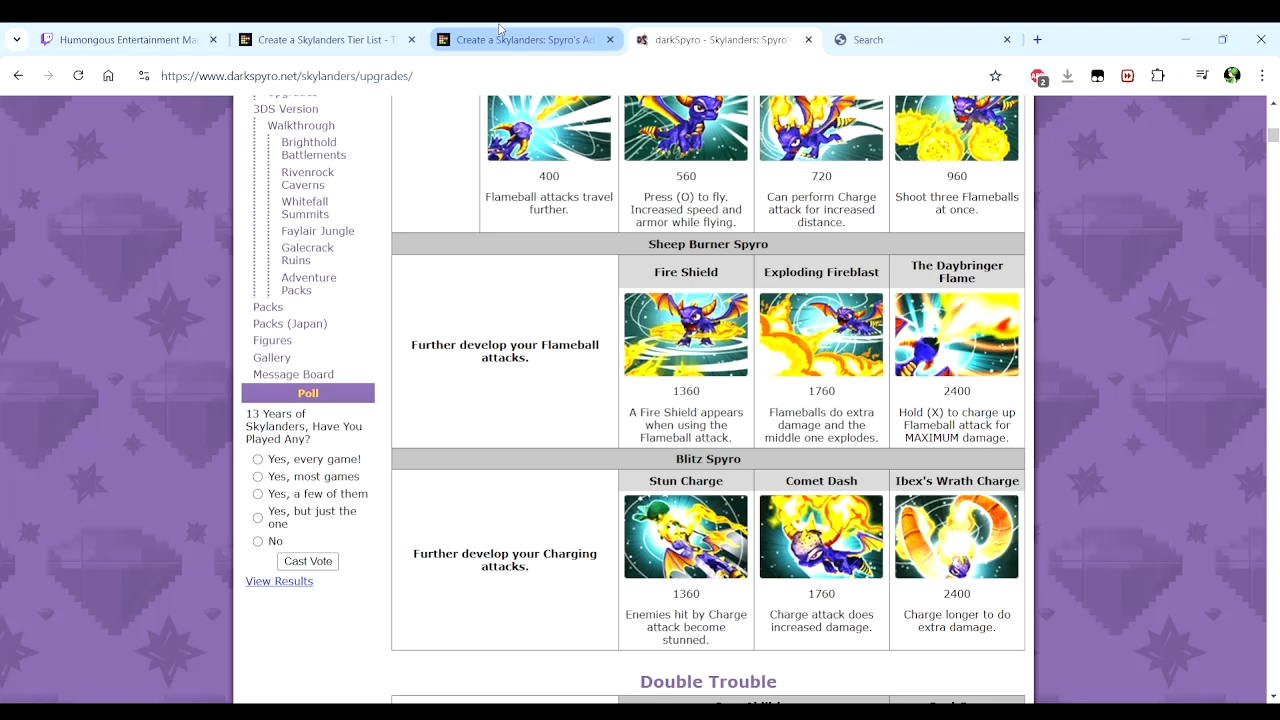 Humongous Entertainment Ma
Create a Skylanders Tier List - T
Create a Skylanders: Spyro's Ad
darkSpyro - Skylanders: Spyro'
Search
https://www.darkspyro.net/skylanders/upgrades/
2
3DS Version
Walkthrough
Brighthold
Battlements
Rivenrock
Caverns
Whitefall
Summits
Faylair Jungle
Galecrack
Ruins
Adventure
Packs
Packs
Packs (Japan)
Figures
Gallery
Message Board
Poll
13 Years of
Skylanders, Have You
Played Any?
Yes, every game!
Yes, most games
Yes, a few of them
Yes, but just the
one
No
Cast Vote
View Results
400
Flameball attacks travel
further.
560
Press (O) to fly.
Increased speed and
armor while flying.
720
Can perform Charge
attack for increased
distance.
960
Shoot three Flameballs
at once.
Sheep Burner Spyro
Further develop your Flameball
attacks.
Fire Shield
1360
A Fire Shield appears
when using the
Flameball attack.
Exploding Fireblast
1760
Flameballs do extra
damage and the
middle one explodes.
The Daybringer
Flame
2400
Hold (X) to charge up
Flameball attack for
MAXIMUM damage.
Blitz Spyro
Further develop your Charging
attacks.
Stun Charge
1360
Enemies hit by Charge
attack become
stunned.
Comet Dash
1760
Charge attack does
increased damage.
Ibex's Wrath Charge
2400
Charge longer to do
extra damage.
Double Trouble